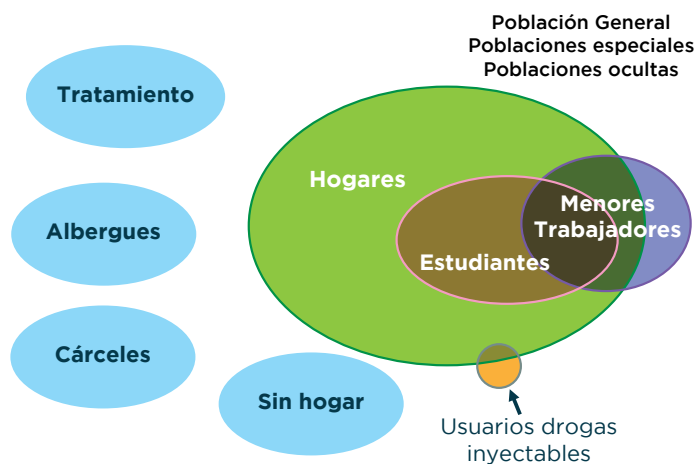 Población General
Poblaciones especiales
Poblaciones ocultas
Tratamiento
Hogares
Menores
Trabajadores
Albergues
Estudiantes
Cárceles
Sin hogar
Usuarios drogas
inyectables